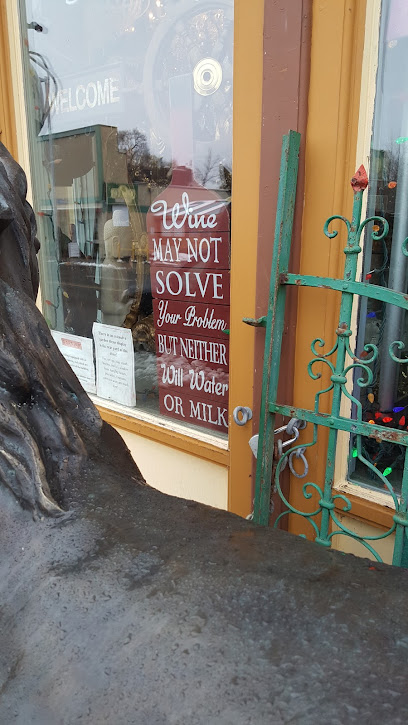 WELCOME
Wine
MAY NOT
SOLVE
Your Problem
BUT NEITHER
Will Water
OR MILK